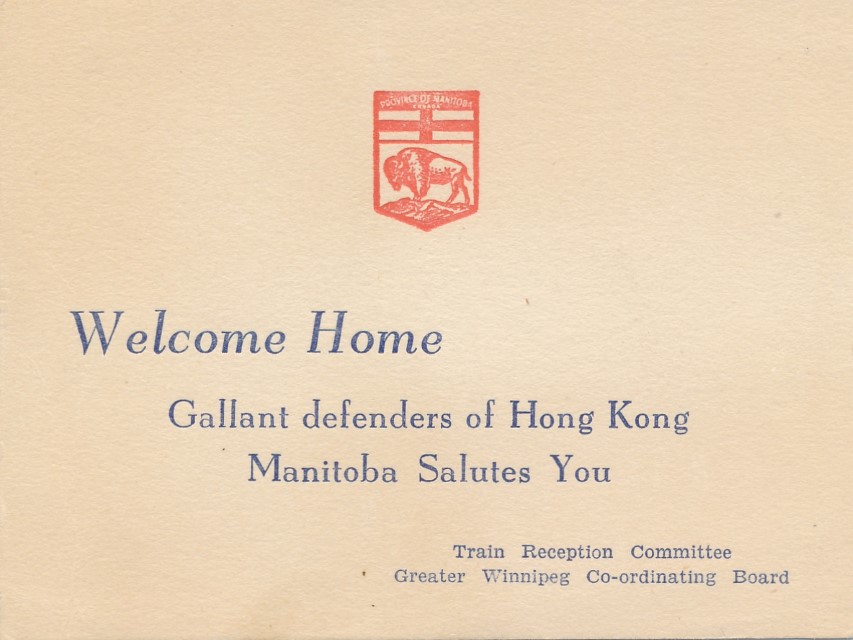 PROVINCE OF MANITOBA
CANADA
Welcome Home
Gallant defenders of Hong Kong
Manitoba Salutes You
Train Reception Committee
Greater Winnipeg Co-ordinating Board